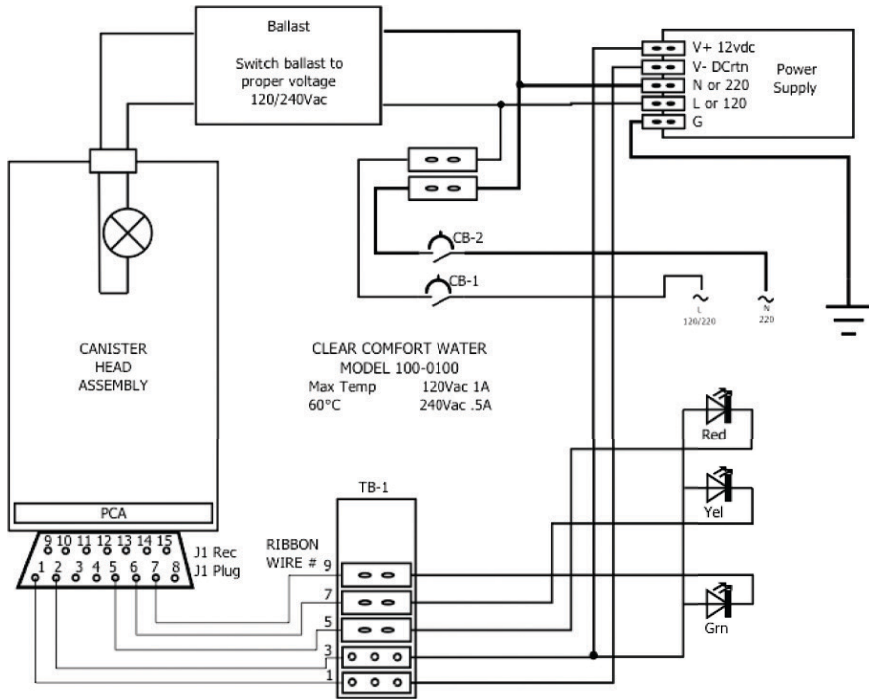 Ballast
Switch ballast to
proper voltage
120/240Vac
V+ 12vdc
V- DCrtn
N or 220
L or 120
G
Power
Supply
CB-2
CB-1
L
120/220
N
220
CANISTER
HEAD
ASSEMBLY
CLEAR COMFORT WATER
MODEL 100-0100
Max Temp 120Vac 1A
60°C 240Vac .5A
Red
Yel
Grn
TB-1
PCA
9 10 11 12 13 14 15
J1 Rec
1 2 3 4 5 6 7 8
J1 Plug
RIBBON
WIRE #
9
7
5
3
1